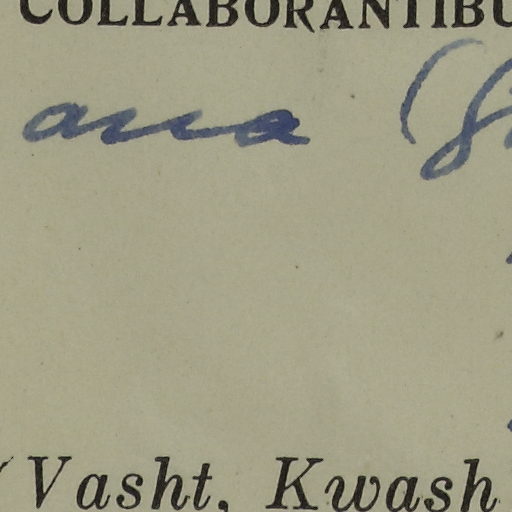 COLLABORANTIBU
ana (
Vasht, Kwash